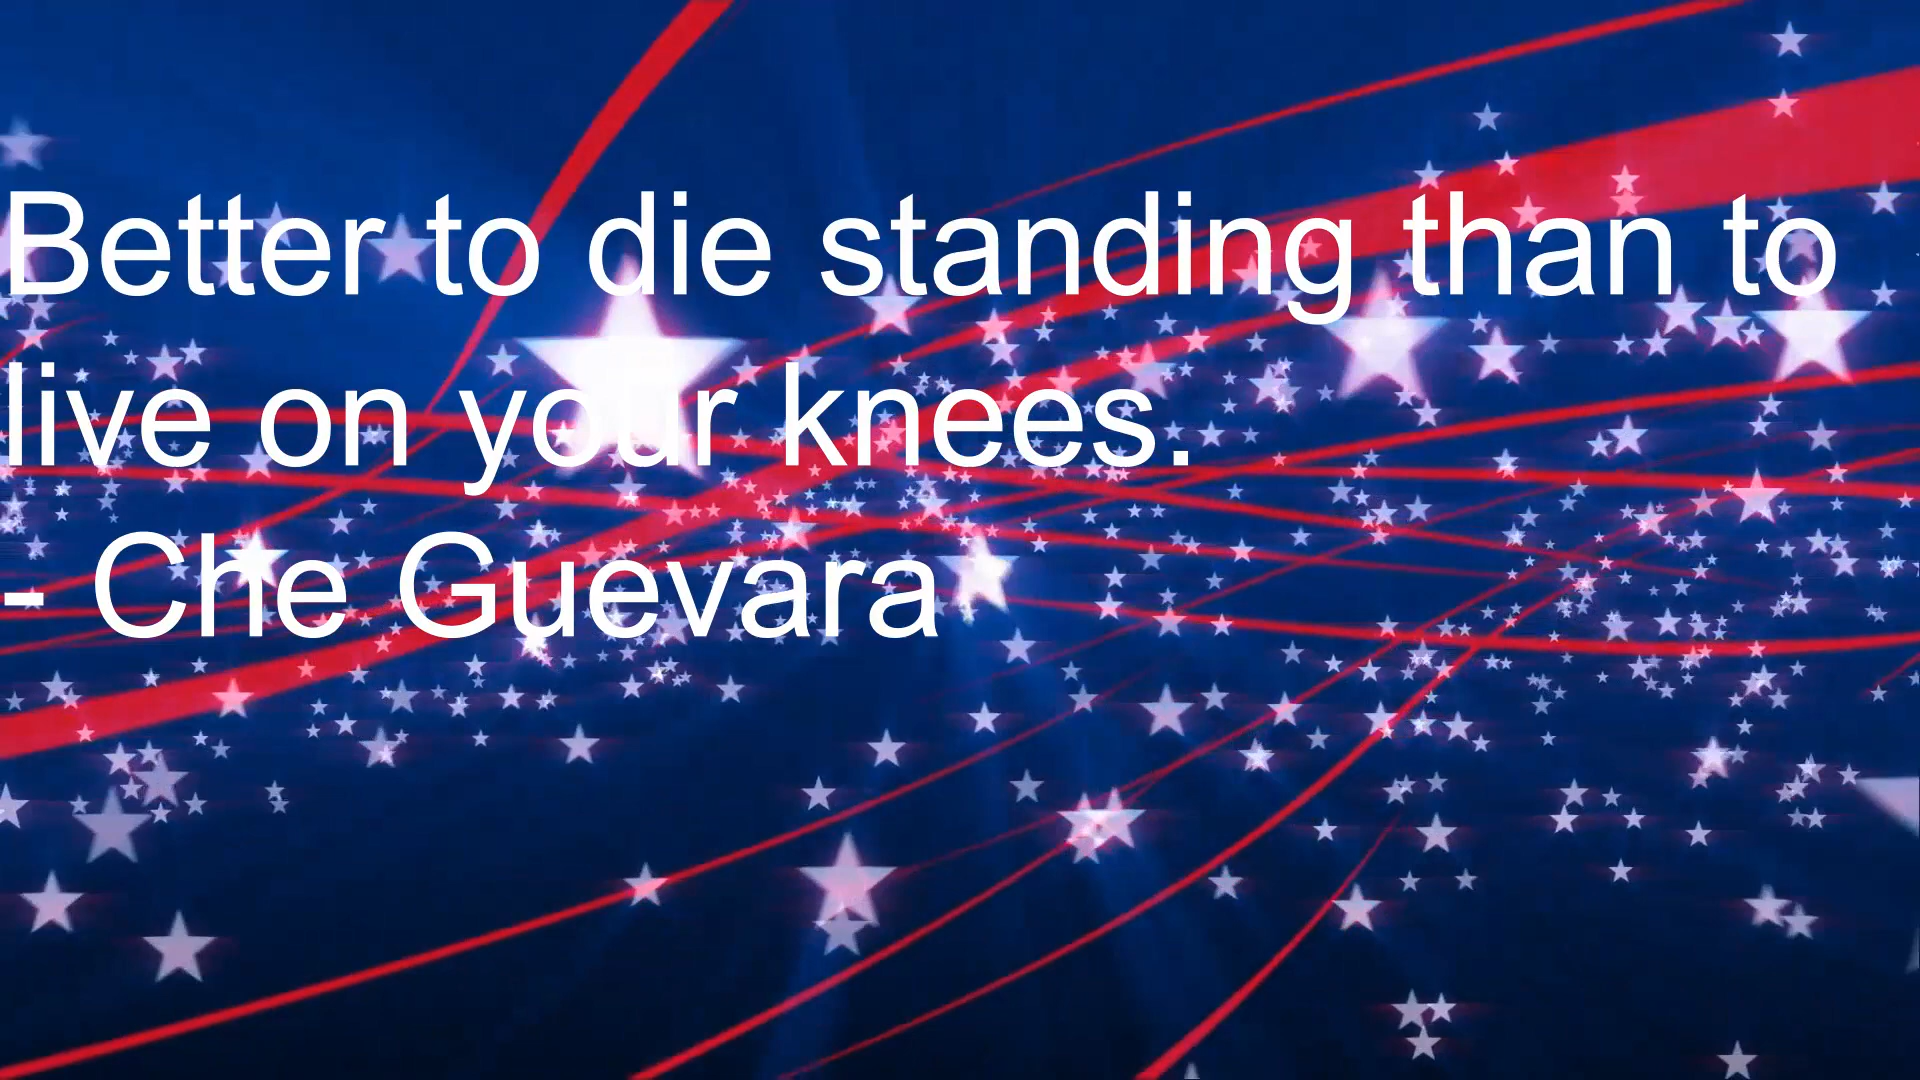 Better to die standing than to
live on your knees.
- Che Guevara